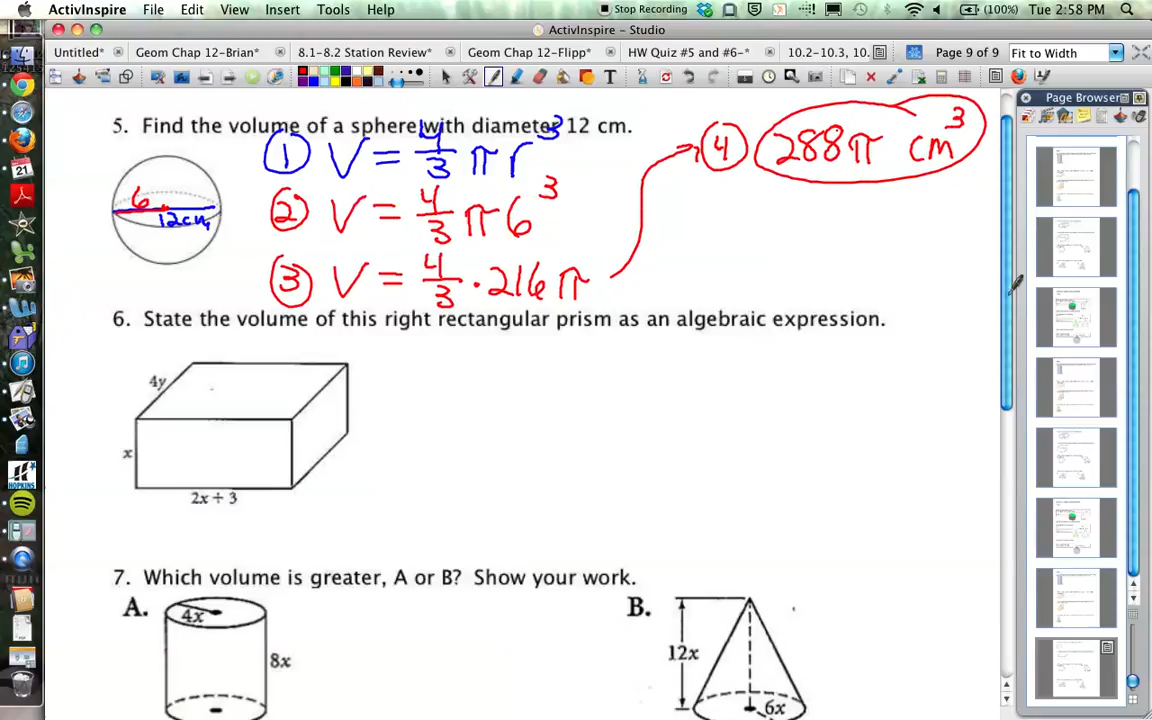 ActivInspire File Edit View Insert Tools Help Stop Recording (100%) Tue 2:58 PM
ActivInspire - Studio
Untitled* Geom Chap 12-Brian* 8.1-8.2 Station Review* Geom Chap 12-Flipp* HW Quiz #5 and #6-* 10.2-10.3, 10. Page 9 of 9 Fit to Width
Page Browser
5. Find the volume of a sphere with diameter 12 cm.
① V = 4/3 π r³
④ 288π cm³
6
12cm
② V = 4/3 π 6³
③ V = 4/3 · 216π
6. State the volume of this right rectangular prism as an algebraic expression.
4y
x
2x + 3
7. Which volume is greater, A or B? Show your work.
A.
4x
8x
B.
12x
6x
21
HOPKINS